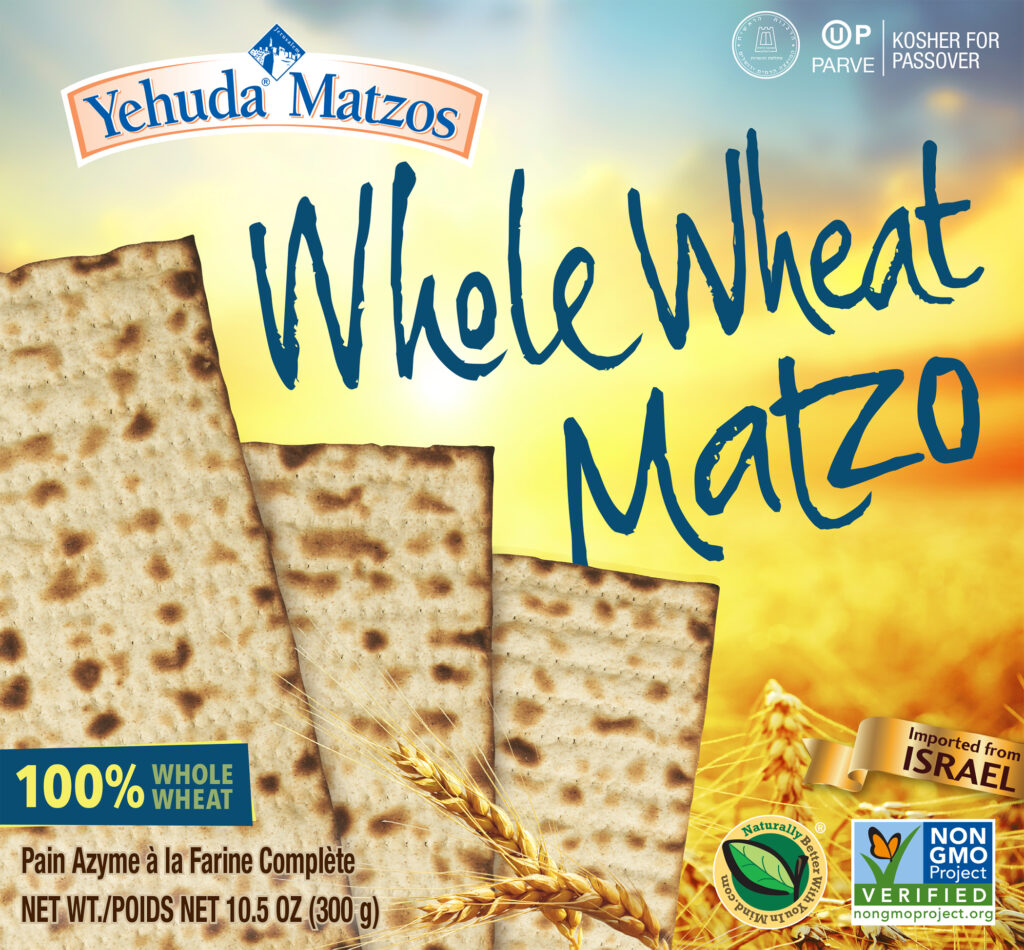 Jerusalem
Yehuda® Matzos
UP
PARVE
KOSHER FOR
PASSOVER
Whole Wheat
Matzo
100% WHOLE
WHEAT
Pain Azyme à la Farine Complète
NET WT./POIDS NET 10.5 OZ (300 g)
Imported from
ISRAEL
Naturally Better With You In Mind.com®
NON
GMO
Project
VERIFIED
nongmoproject.org